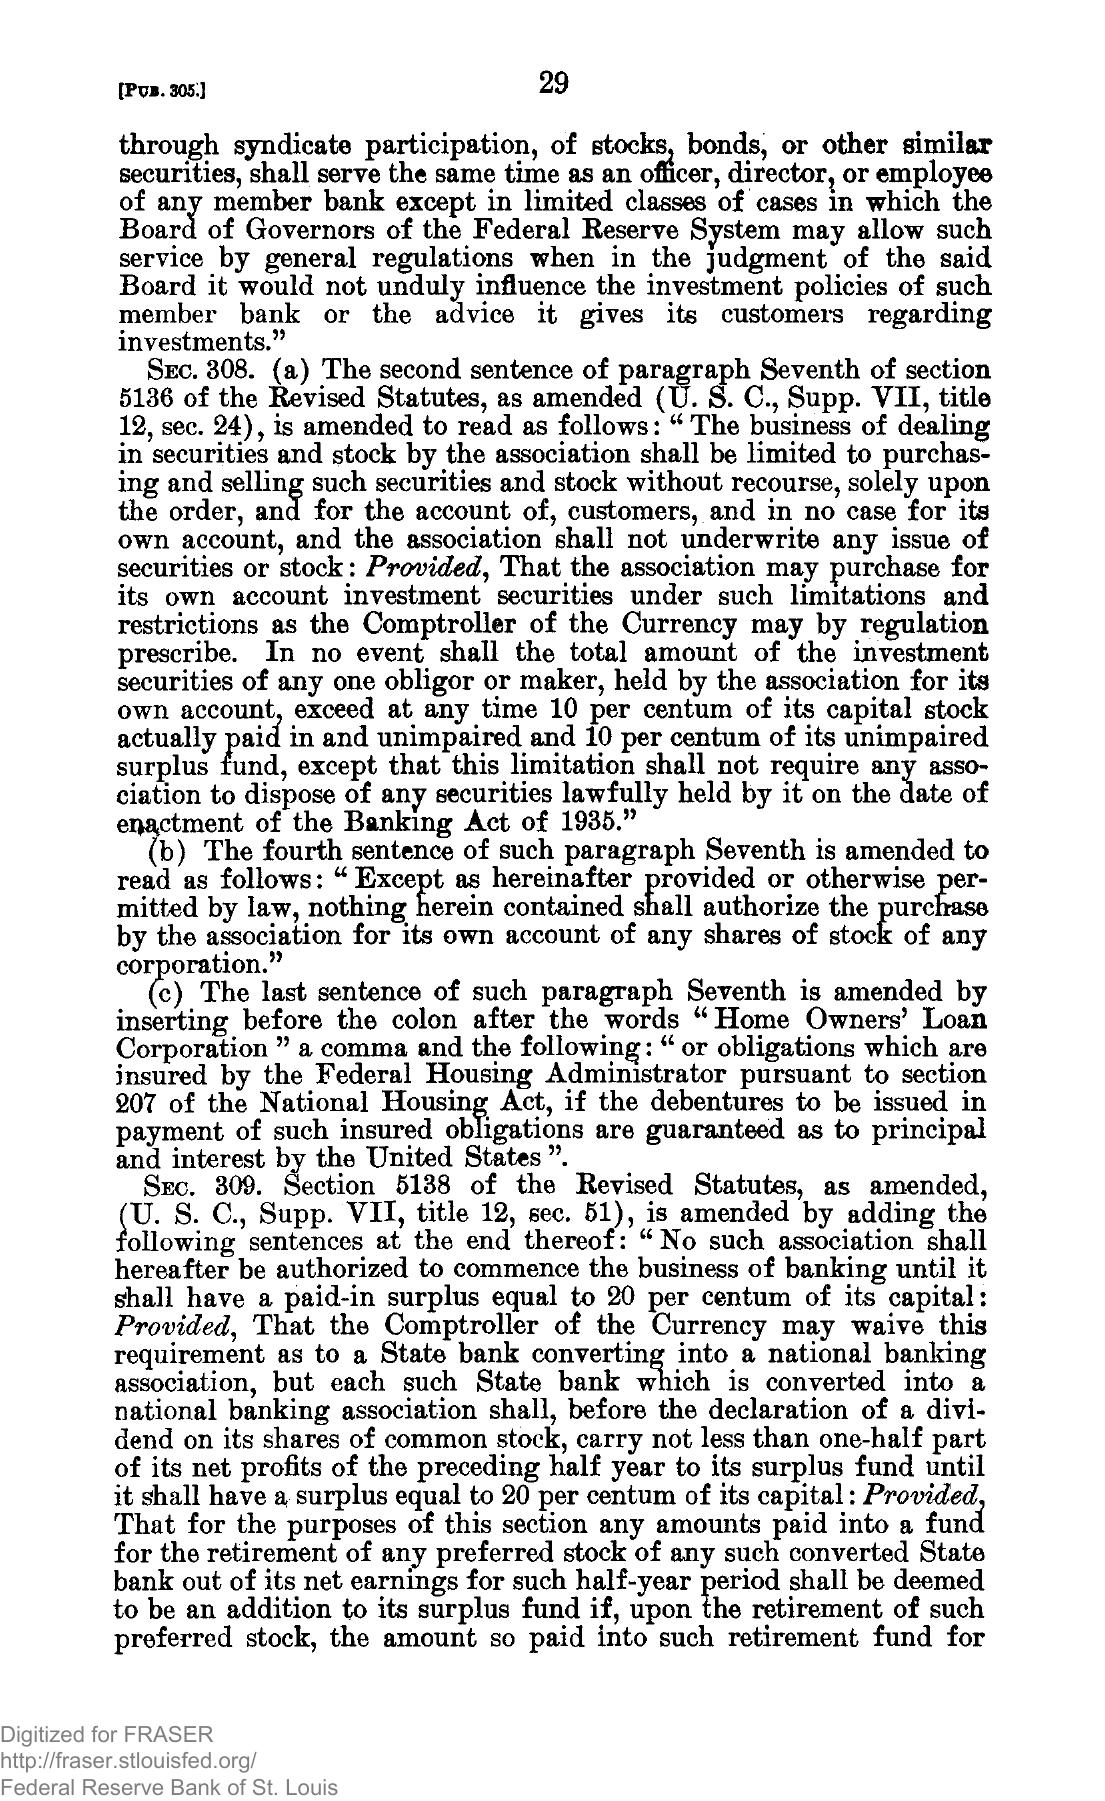 [PUB. 305.]
29
through syndicate participation, of stocks, bonds, or other similar
securities, shall serve the same time as an officer, director, or employee
of any member bank except in limited classes of cases in which the
Board of Governors of the Federal Reserve System may allow such
service by general regulations when in the judgment of the said
Board it would not unduly influence the investment policies of such
member bank or the advice it gives its customers regarding
investments.”
SEC. 308. (a) The second sentence of paragraph Seventh of section
5136 of the Revised Statutes, as amended (U. S. C., Supp. VII, title
12, sec. 24), is amended to read as follows: “ The business of dealing
in securities and stock by the association shall be limited to purchas-
ing and selling such securities and stock without recourse, solely upon
the order, and for the account of, customers, and in no case for its
own account, and the association shall not underwrite any issue of
securities or stock: Provided, That the association may purchase for
its own account investment securities under such limitations and
restrictions as the Comptroller of the Currency may by regulation
prescribe. In no event shall the total amount of the investment
securities of any one obligor or maker, held by the association for its
own account, exceed at any time 10 per centum of its capital stock
actually paid in and unimpaired and 10 per centum of its unimpaired
surplus fund, except that this limitation shall not require any asso-
ciation to dispose of any securities lawfully held by it on the date of
enactment of the Banking Act of 1935.”
(b) The fourth sentence of such paragraph Seventh is amended to
read as follows: “ Except as hereinafter provided or otherwise per-
mitted by law, nothing herein contained shall authorize the purchase
by the association for its own account of any shares of stock of any
corporation.”
(c) The last sentence of such paragraph Seventh is amended by
inserting before the colon after the words “ Home Owners’ Loan
Corporation ” a comma and the following: “ or obligations which are
insured by the Federal Housing Administrator pursuant to section
207 of the National Housing Act, if the debentures to be issued in
payment of such insured obligations are guaranteed as to principal
and interest by the United States ”.
SEC. 309. Section 5138 of the Revised Statutes, as amended,
(U. S. C., Supp. VII, title 12, sec. 51), is amended by adding the
following sentences at the end thereof: “ No such association shall
hereafter be authorized to commence the business of banking until it
shall have a paid-in surplus equal to 20 per centum of its capital:
Provided, That the Comptroller of the Currency may waive this
requirement as to a State bank converting into a national banking
association, but each such State bank which is converted into a
national banking association shall, before the declaration of a divi-
dend on its shares of common stock, carry not less than one-half part
of its net profits of the preceding half year to its surplus fund until
it shall have a surplus equal to 20 per centum of its capital: Provided,
That for the purposes of this section any amounts paid into a fund
for the retirement of any preferred stock of any such converted State
bank out of its net earnings for such half-year period shall be deemed
to be an addition to its surplus fund if, upon the retirement of such
preferred stock, the amount so paid into such retirement fund for
Digitized for FRASER
http://fraser.stlouisfed.org/
Federal Reserve Bank of St. Louis